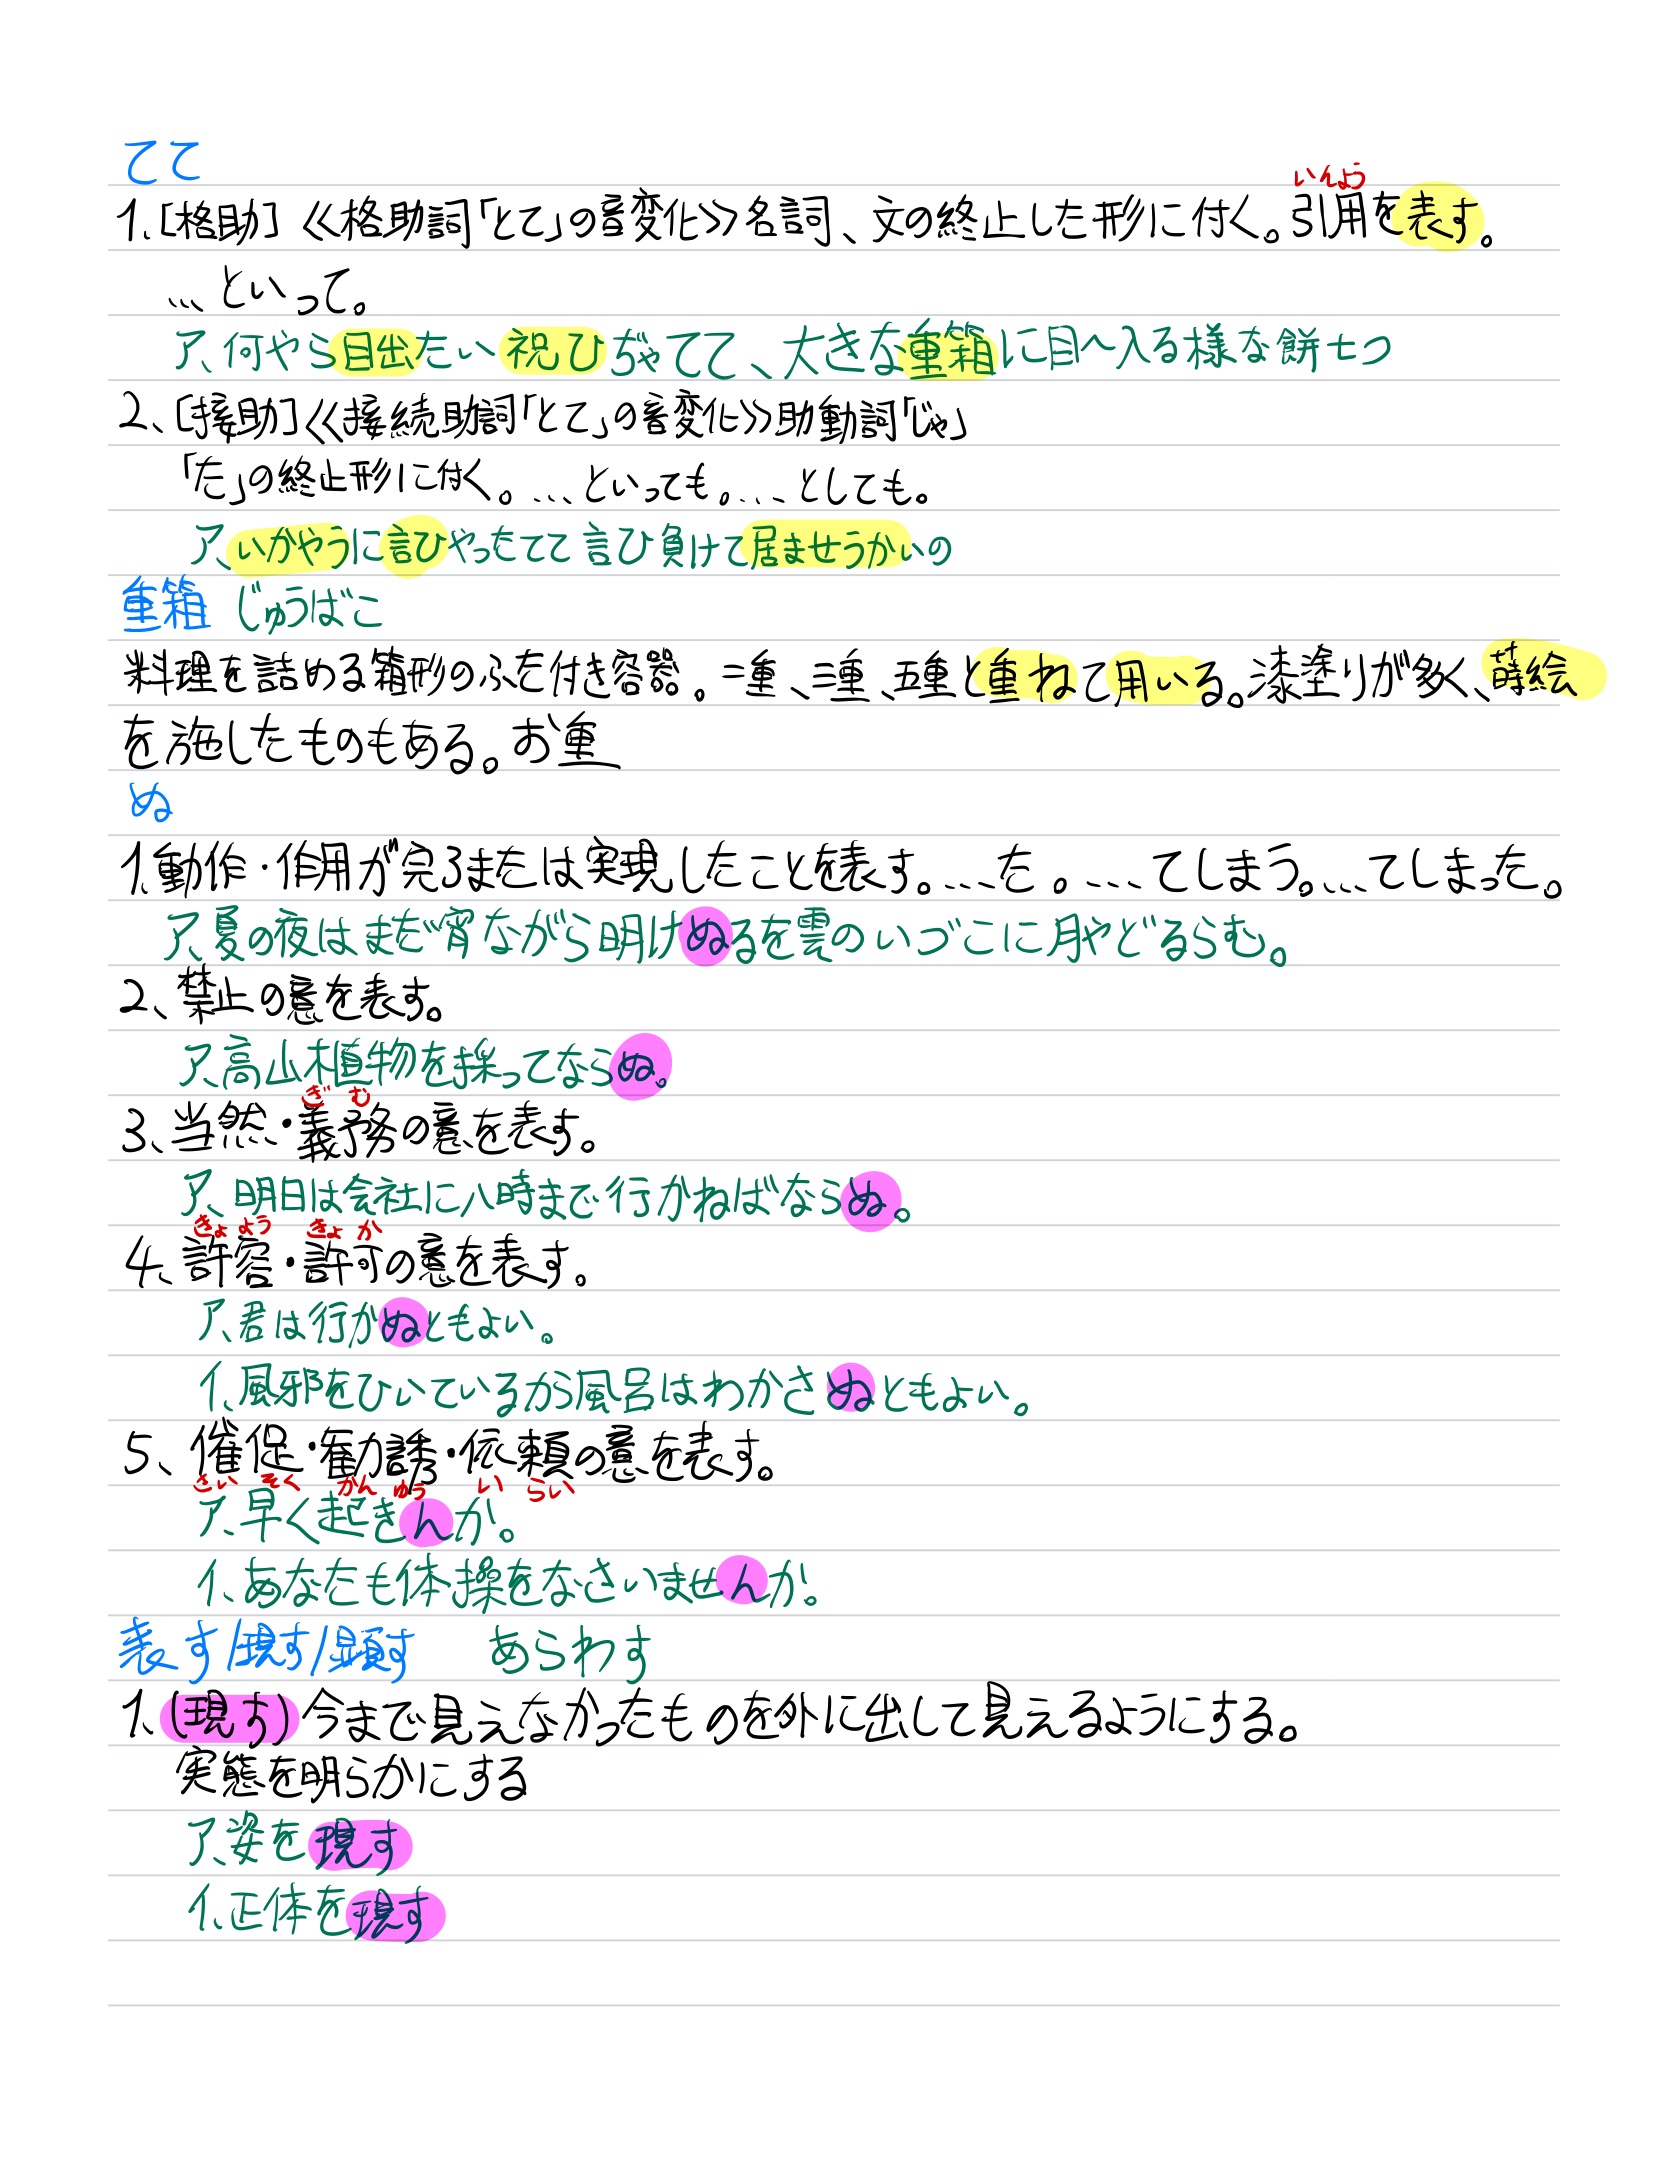 てて
いんよう
1、[格助]≪格助詞「とて」の音変化≫名詞、文の終止した形に付く。引用を表す。
…といって。
ア、何やら目出たい祝ひぢゃてて、大きな重箱に目へ入る様な餅七つ
2、[接助]≪接続助詞「とて」の音変化≫助動詞「じゃ」
「た」の終止形に付く。…といっても。…としても。
ア、いかやうに言ひやったてて言ひ負けて居ませうかいの
重箱 じゅうばこ
料理を詰める箱形のふた付き容器。二重、三重、五重と重ねて用いる。漆塗りが多く、蒔絵
を施したものもある。お重
ぬ
1、動作・作用が完るまたは実現したことを表す。…た。…てしまう。…てしまった。
ア、夏の夜はまだ宵ながら明けぬるを雲のいづこに月やどるらむ。
2、禁止の意を表す。
ア、高山植物を採ってならぬ。
ぎむ
3、当然・義務の意を表す。
ア、明日は会社に八時まで行かねばならぬ。
きょよう きょか
4、許容・許可の意を表す。
ア、君は行かぬともよい。
イ、風邪をひいているから風呂はわかさぬともよい。
5、催促・勧誘・依頼の意を表す。
さいそく かんゆう いらい
ア、早く起きんか。
イ、あなたも体操をなさいませんか。
表す/現す/顕す あらわす
1、(現す)今まで見えなかったものを外に出して見えるようにする。
実態を明らかにする
ア、姿を現す
イ、正体を現す